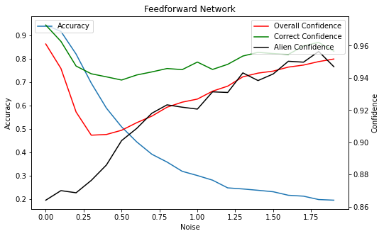 Feedforward Network
Accuracy
Overall Confidence
Correct Confidence
Alien Confidence
0.9
0.8
0.7
0.6
0.5
0.4
0.3
0.2
Accuracy
0.96
0.94
0.92
0.90
0.88
0.86
Confidence
0.00 0.25 0.50 0.75 1.00 1.25 1.50 1.75
Noise